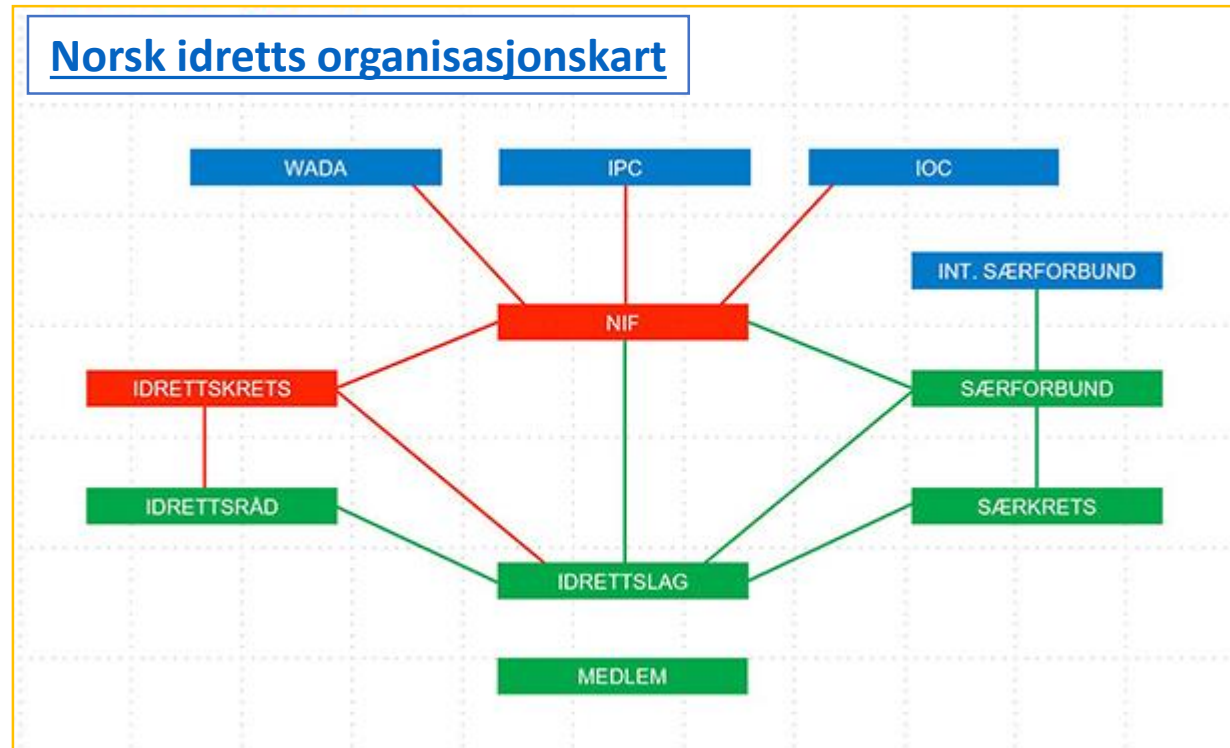 Norsk idretts organisasjonskart
WADA
IPC
IOC
INT. SÆRFORBUND
NIF
IDRETTSKRETS
SÆRFORBUND
IDRETTSRÅD
SÆRKRETS
IDRETTSLAG
MEDLEM